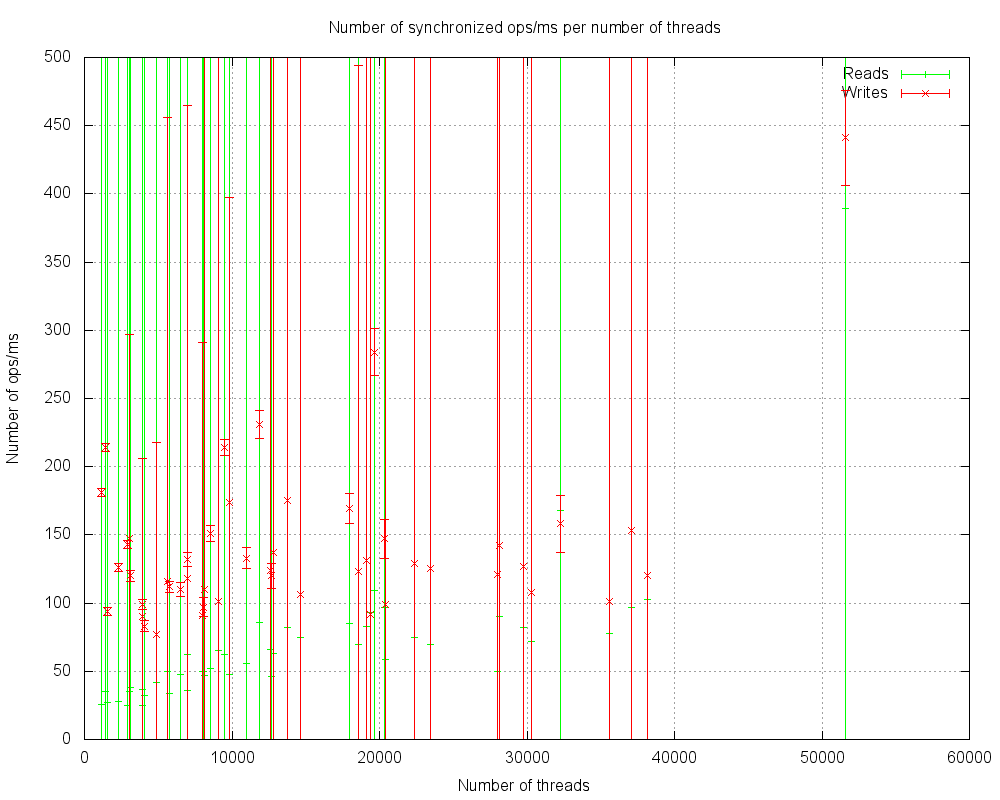 Number of synchronized ops/ms per number of threads
500
450
400
350
300
250
200
150
100
50
0
Number of ops/ms
Reads
Writes
0 10000 20000 30000 40000 50000 60000
Number of threads